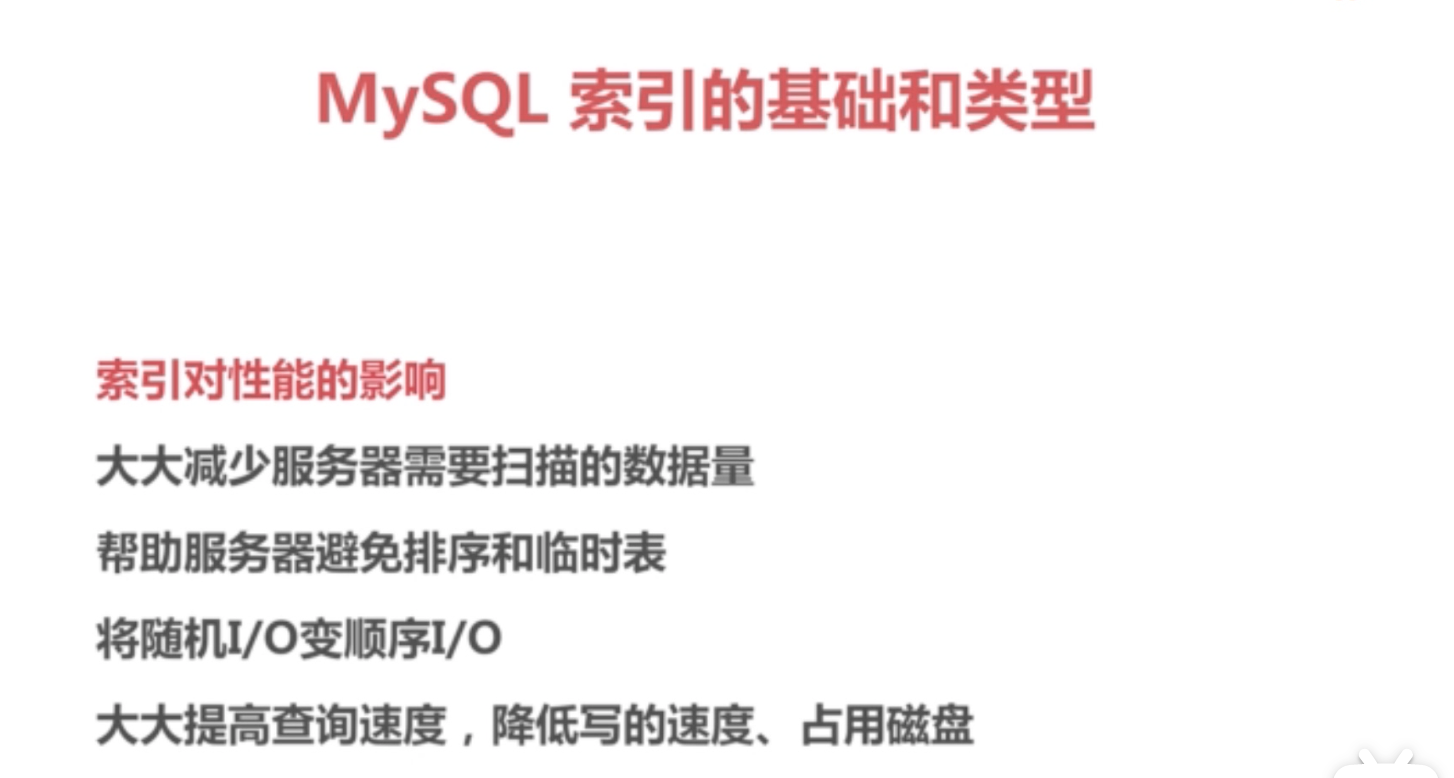 MySQL 索引的基础和类型
索引对性能的影响
大大减少服务器需要扫描的数据量
帮助服务器避免排序和临时表
将随机I/O变顺序I/O
大大提高查询速度，降低写的速度、占用磁盘